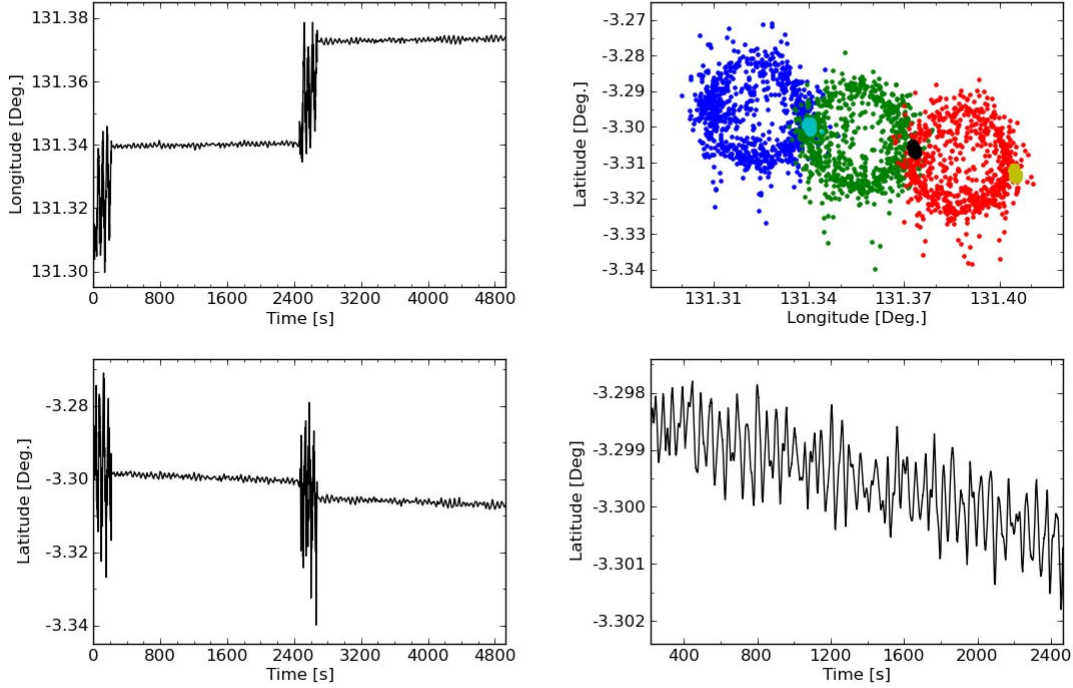 131.38
131.36
131.34
131.32
131.30
Longitude [Deg.]
0 800 1600 2400 3200 4000 4800
Time [s]
-3.27
-3.28
-3.29
-3.30
-3.31
-3.32
-3.33
-3.34
Latitude [Deg.]
131.31 131.34 131.37 131.40
Longitude [Deg.]
-3.28
-3.30
-3.32
-3.34
Latitude [Deg.]
0 800 1600 2400 3200 4000 4800
Time [s]
-3.298
-3.299
-3.300
-3.301
-3.302
Latitude [Deg]
400 800 1200 1600 2000 2400
Time [s]